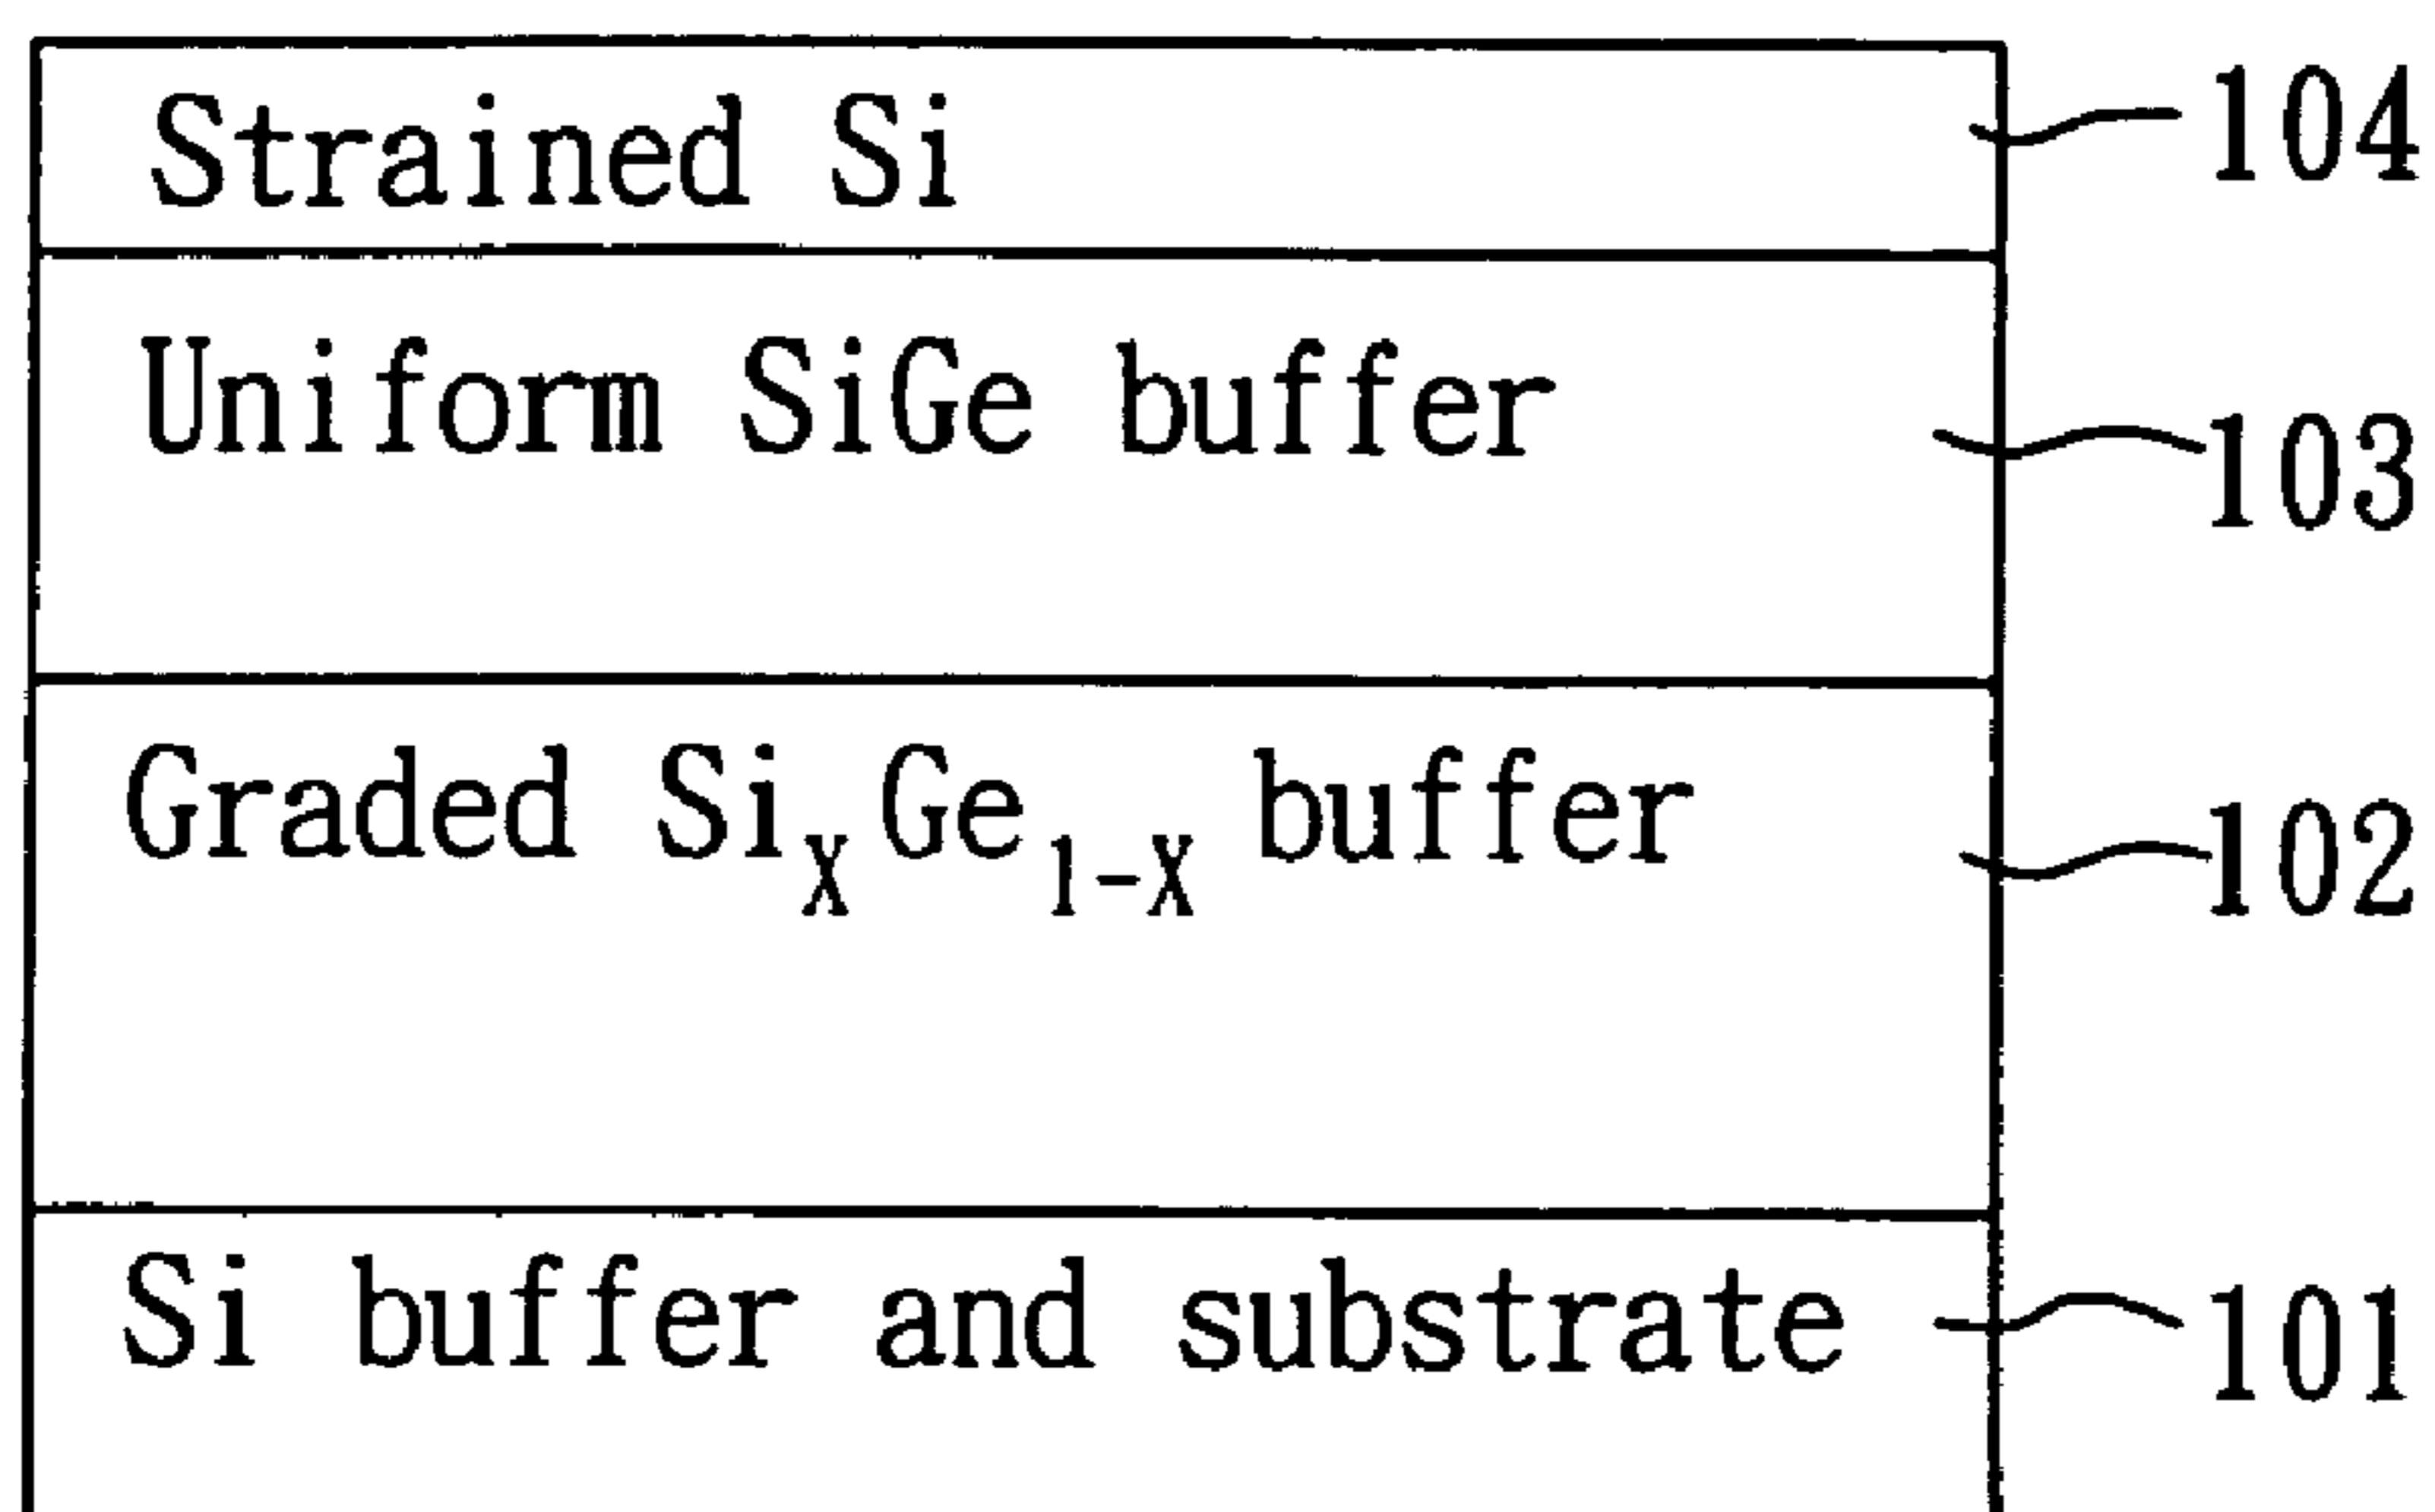 Strained Si 104
Uniform SiGe buffer 103
Graded SiXGe1-X buffer 102
Si buffer and substrate 101